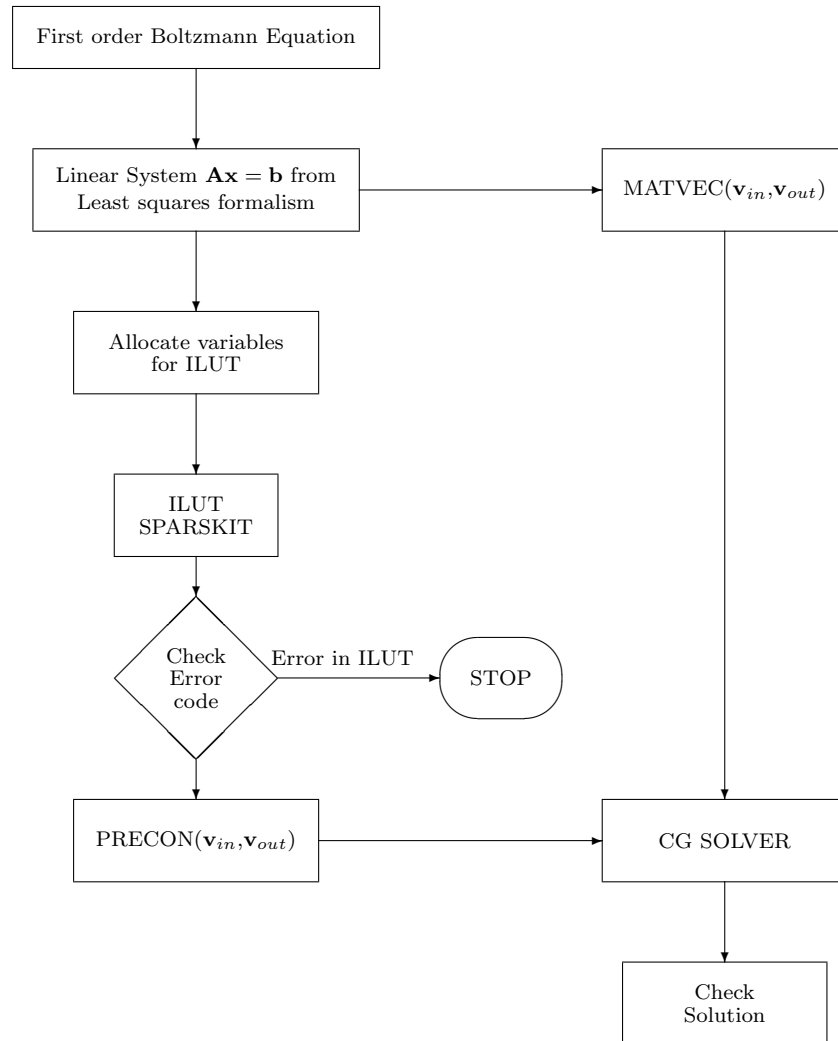 First order Boltzmann Equation
Linear System Ax = b from
Least squares formalism
MATVEC(v_in,v_out)
Allocate variables
for ILUT
ILUT
SPARSKIT
Check
Error
code
Error in ILUT
STOP
PRECON(v_in,v_out)
CG SOLVER
Check
Solution